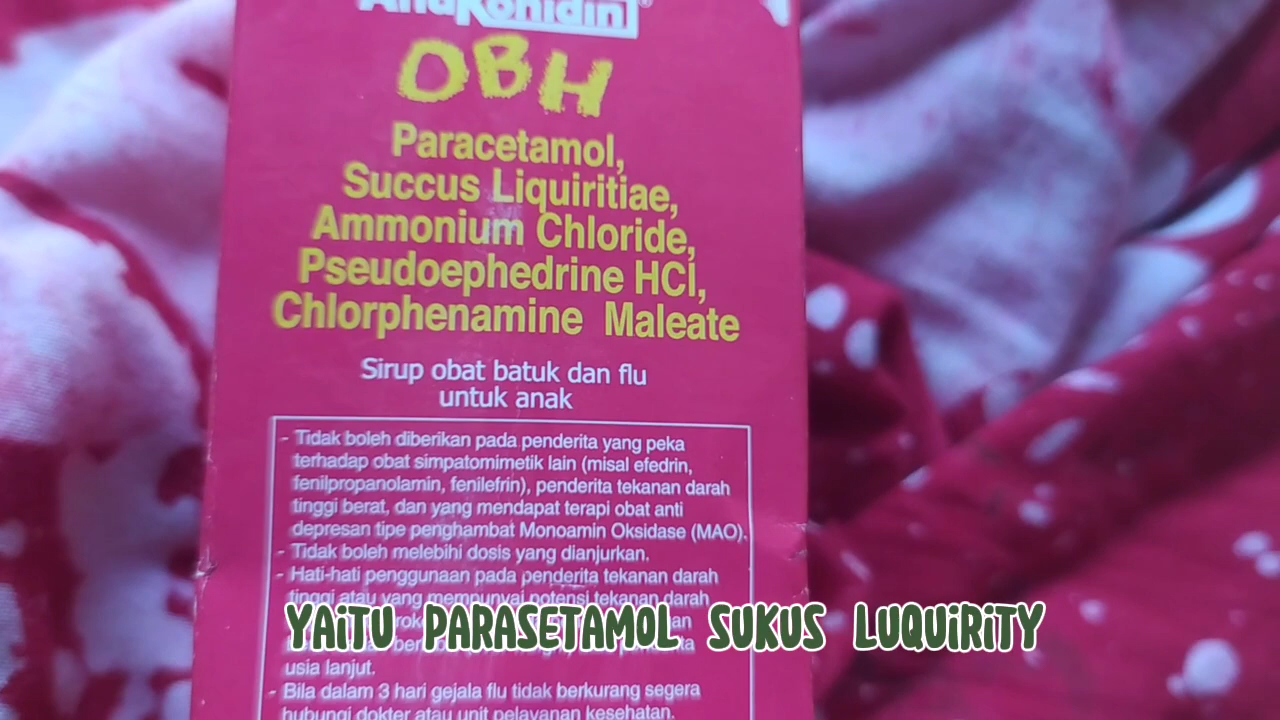 AnaKonidin
OBH
Paracetamol,
Succus Liquiritiae,
Ammonium Chloride,
Pseudoephedrine HCl,
Chlorphenamine Maleate
Sirup obat batuk dan flu
untuk anak
- Tidak boleh diberikan pada penderita yang peka
terhadap obat simpatomimetik lain (misal efedrin,
fenilpropanolamin, fenilefrin), penderita tekanan darah
tinggi berat, dan yang mendapat terapi obat anti
depresan tipe penghambat Monoamin Oksidase (MAO).
- Tidak boleh melebihi dosis yang dianjurkan.
- Hati-hati penggunaan pada penderita tekanan darah
tinggi atau yang mempunyai potensi tekanan darah
YAITU PARASETAMOL SUKUS LUQUIRITY
usia lanjut.
- Bila dalam 3 hari gejala flu tidak berkurang segera
hubungi dokter atau unit pelayanan kesehatan.